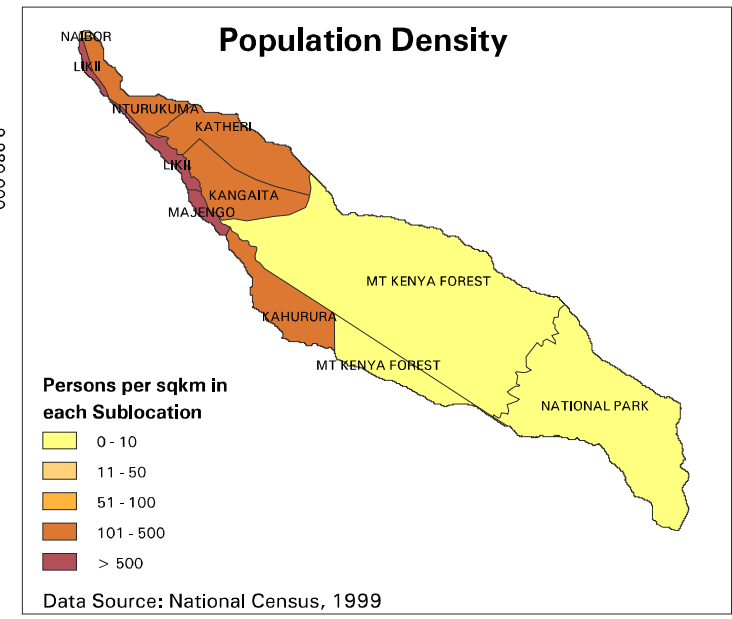 Population Density
NAIBOR
LIKII
NTURUKUMA
KATHERI
LIKII
KANGAITA
MAJENGO
MT KENYA FOREST
KAHURURA
MT KENYA FOREST
NATIONAL PARK
Persons per sqkm in
each Sublocation
0 - 10
11 - 50
51 - 100
101 - 500
> 500
Data Source: National Census, 1999